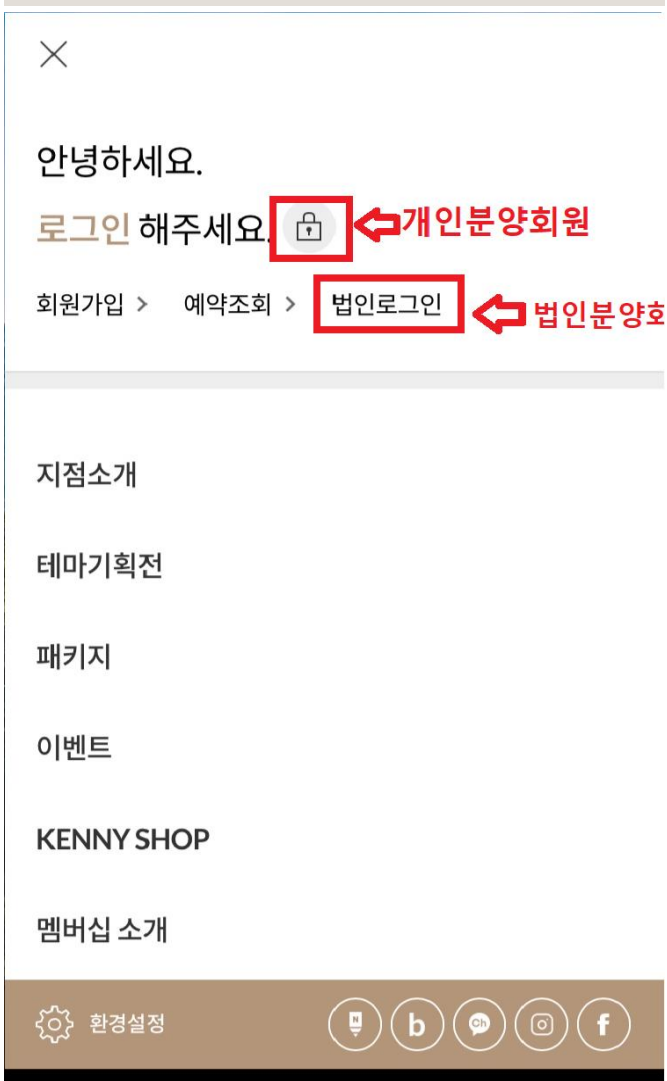 안녕하세요.
로그인 해주세요. 개인분양회원
회원가입 > 예약조회 > 법인로그인 법인분양회
지점소개
테마기획전
패키지
이벤트
KENNY SHOP
멤버십 소개
환경설정 N b Ch f